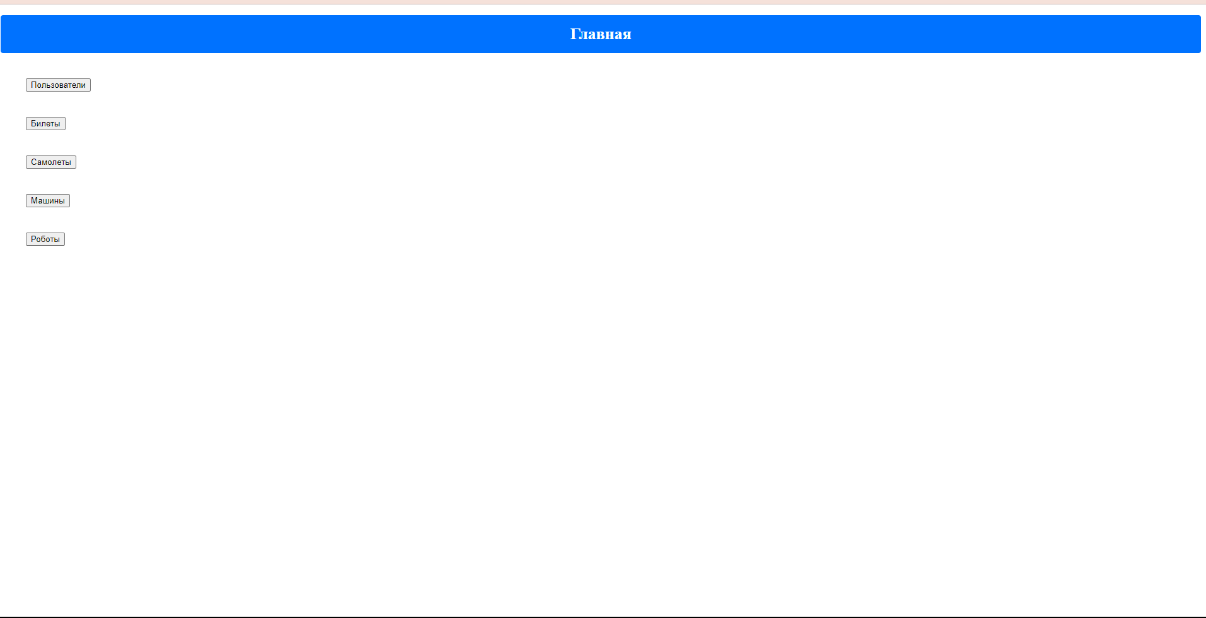 Главная
Пользователи
Билеты
Самолеты
Машины
Роботы